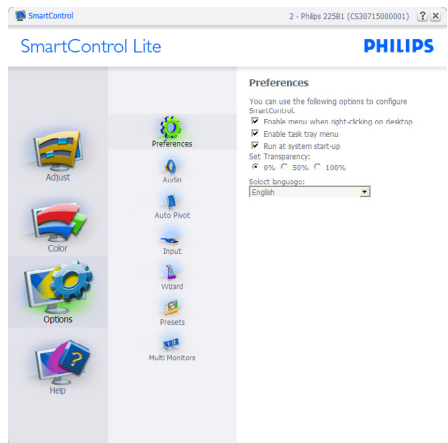 SmartControl
2 - Philips 225B1 (CS30715000001)
SmartControl Lite
PHILIPS
Adjust
Color
Options
Help
Preferences
Audio
Auto Pivot
Input
Wizard
Presets
Multi Monitors
Preferences
You can use the following options to configure
SmartControl.
Enable menu when right-clicking on desktop
Enable task tray menu
Run at system start-up
Set Transparency:
0% 50% 100%
Select language:
English